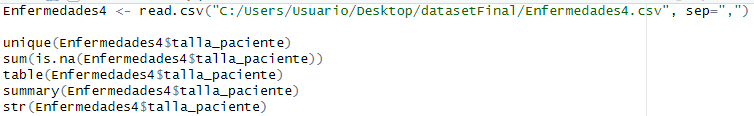 Enfermedades4 <- read.csv("C:/Users/Usuario/Desktop/datasetFinal/Enfermedades4.csv", sep=",")
unique(Enfermedades4$talla_paciente)
sum(is.na(Enfermedades4$talla_paciente))
table(Enfermedades4$talla_paciente)
summary(Enfermedades4$talla_paciente)
str(Enfermedades4$talla_paciente)